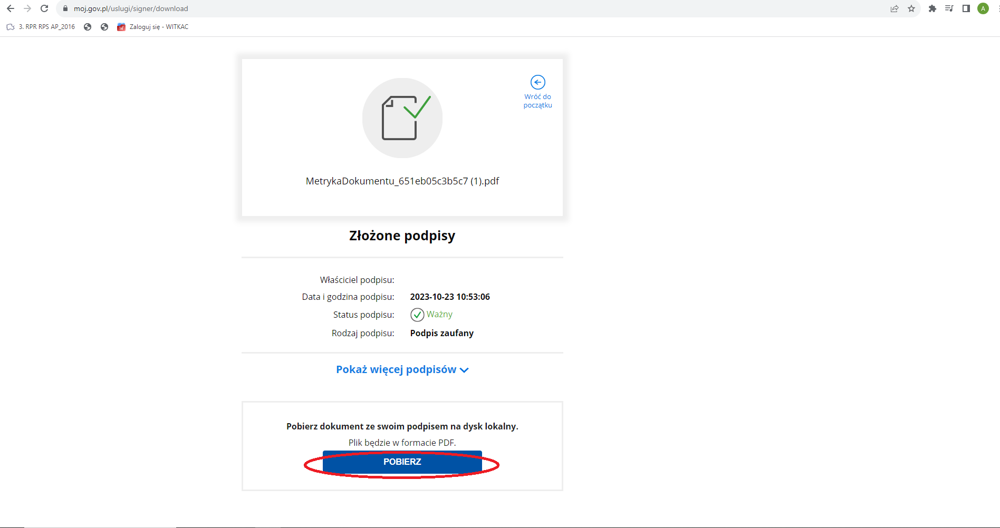 moj.gov.pl/uslugi/signer/download
A
3. RPR RPS AP_2016
Zaloguj się - WITKAC
Wróć do
początku
MetrykaDokumentu_651eb05c3b5c7 (1).pdf
Złożone podpisy
Właściciel podpisu:
Data i godzina podpisu: 2023-10-23 10:53:06
Status podpisu: Ważny
Rodzaj podpisu: Podpis zaufany
Pokaż więcej podpisów
Pobierz dokument ze swoim podpisem na dysk lokalny.
Plik będzie w formacie PDF.
POBIERZ